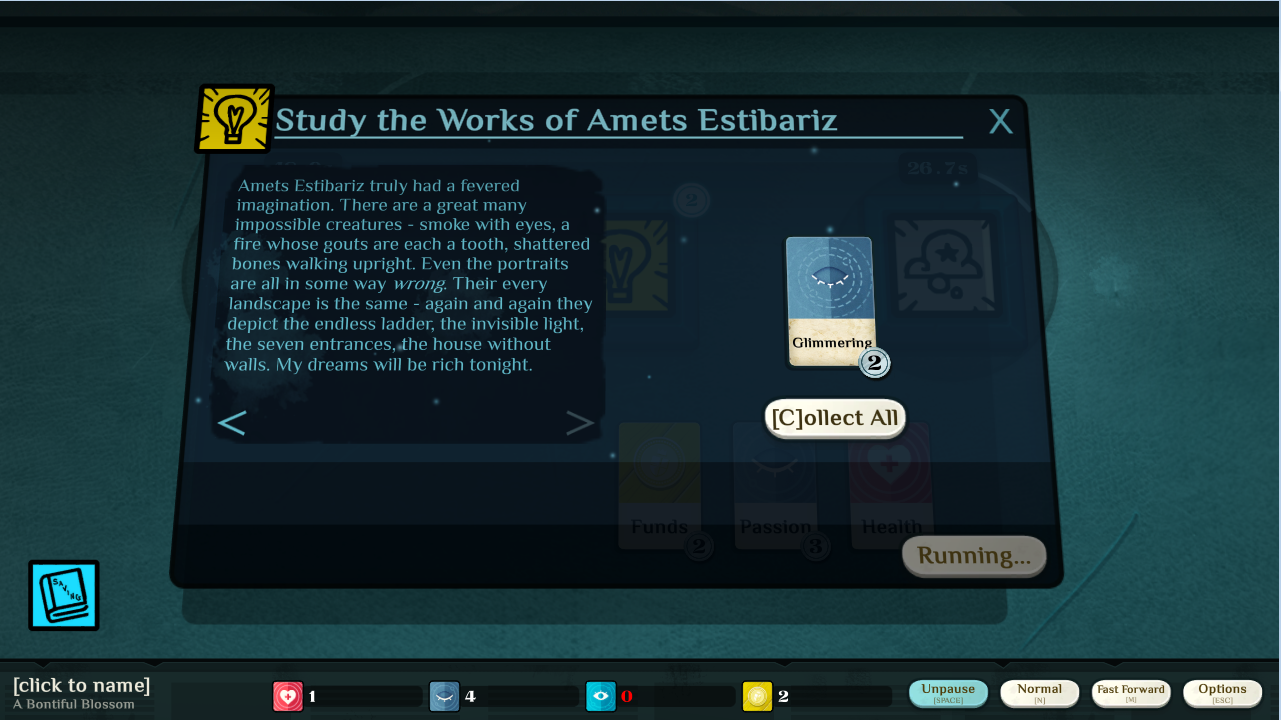 Study the Works of Amets Estibariz
X
26.7s
2
Amets Estibariz truly had a fevered
imagination. There are a great many
impossible creatures - smoke with eyes, a
fire whose gouts are each a tooth, shattered
bones walking upright. Even the portraits
are all in some way wrong. Their every
landscape is the same - again and again they
depict the endless ladder, the invisible light,
the seven entrances, the house without
walls. My dreams will be rich tonight.
<
>
Glimmering
2
[C]ollect All
Funds
2
Passion
3
Health
Running...
SAVING
[click to name]
A Bontiful Blossom
1
4
0
2
Unpause
[SPACE]
Normal
[N]
Fast Forward
[M]
Options
[ESC]